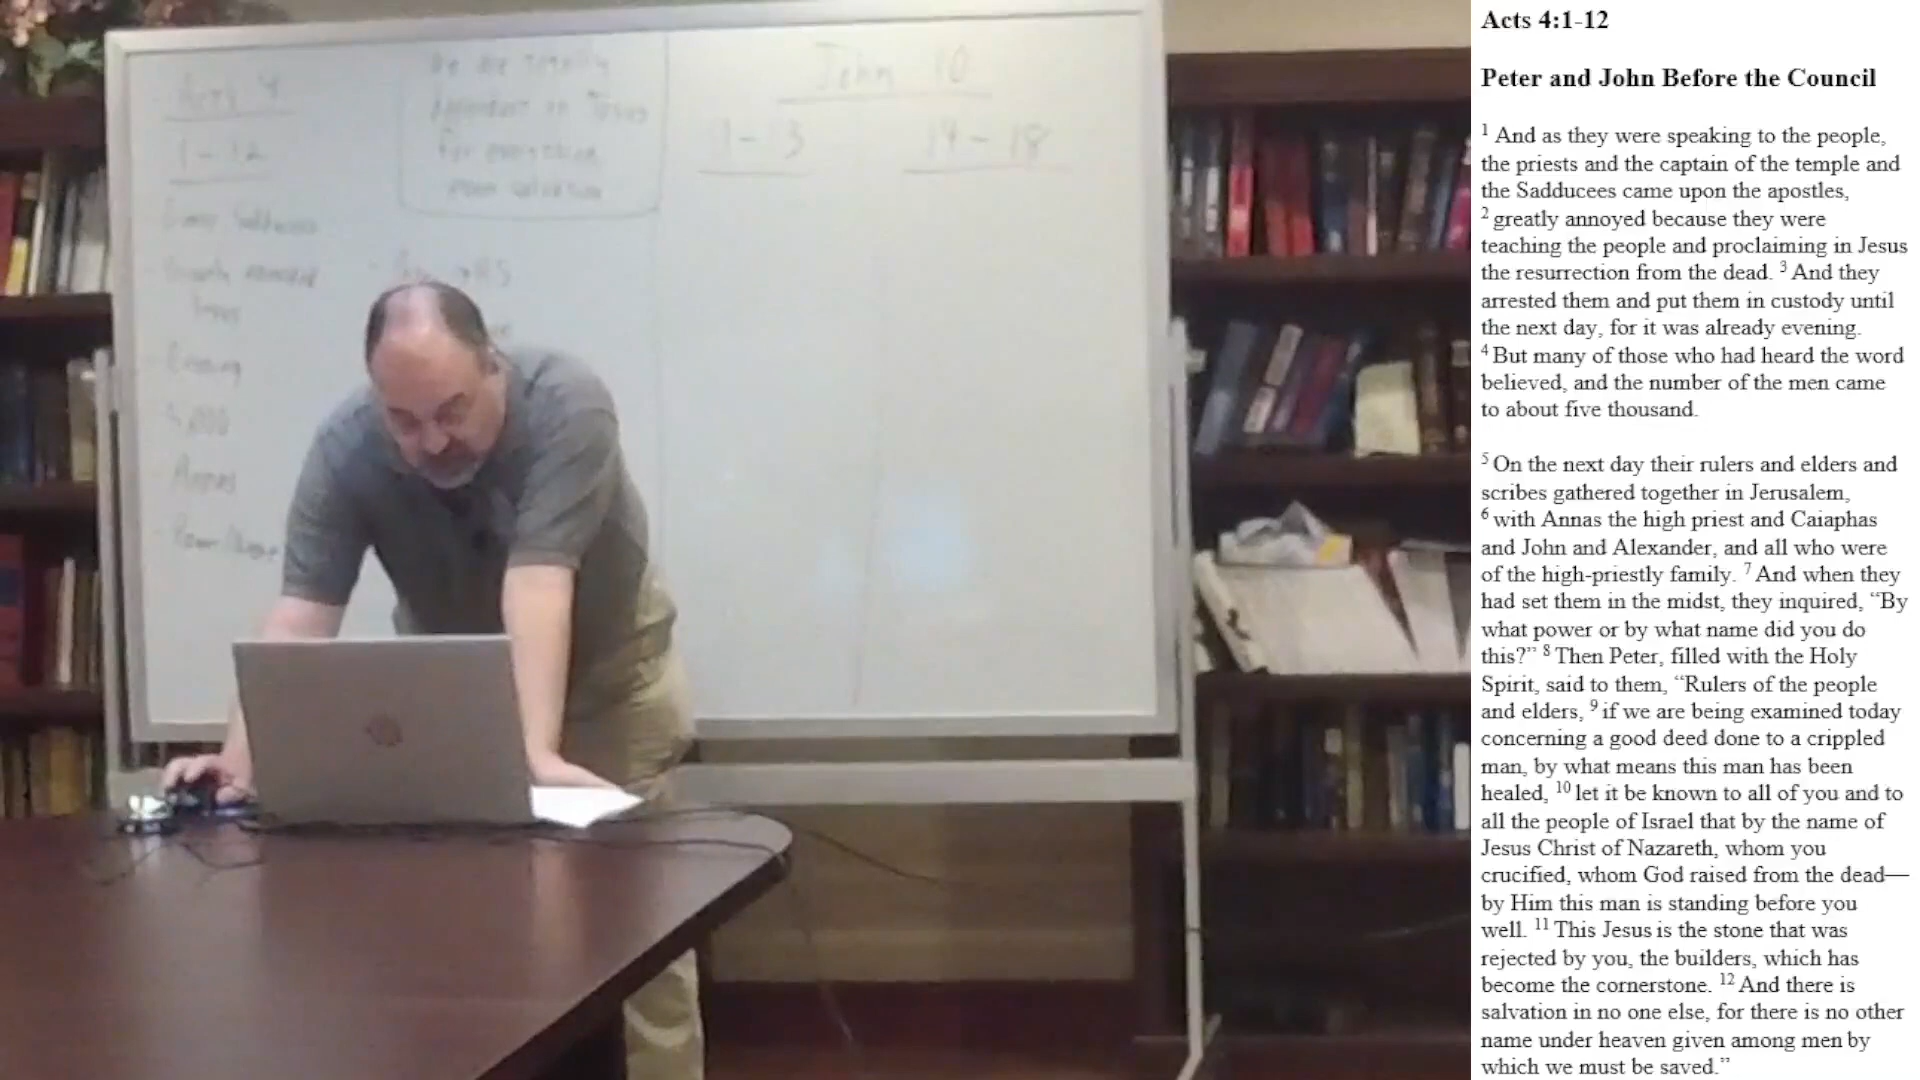 Acts 4
1-12
5,000
Annas
We are totally
dependent on Jesus
for everything
even salvation
John 10
11-13
14-18
Acts 4:1-12
Peter and John Before the Council
1 And as they were speaking to the people,
the priests and the captain of the temple and
the Sadducees came upon the apostles,
2 greatly annoyed because they were
teaching the people and proclaiming in Jesus
the resurrection from the dead. 3 And they
arrested them and put them in custody until
the next day, for it was already evening.
4 But many of those who had heard the word
believed, and the number of the men came
to about five thousand.
5 On the next day their rulers and elders and
scribes gathered together in Jerusalem,
6 with Annas the high priest and Caiaphas
and John and Alexander, and all who were
of the high-priestly family. 7 And when they
had set them in the midst, they inquired, “By
what power or by what name did you do
this?” 8 Then Peter, filled with the Holy
Spirit, said to them, “Rulers of the people
and elders, 9 if we are being examined today
concerning a good deed done to a crippled
man, by what means this man has been
healed, 10 let it be known to all of you and to
all the people of Israel that by the name of
Jesus Christ of Nazareth, whom you
crucified, whom God raised from the dead—
by Him this man is standing before you
well. 11 This Jesus is the stone that was
rejected by you, the builders, which has
become the cornerstone. 12 And there is
salvation in no one else, for there is no other
name under heaven given among men by
which we must be saved.”